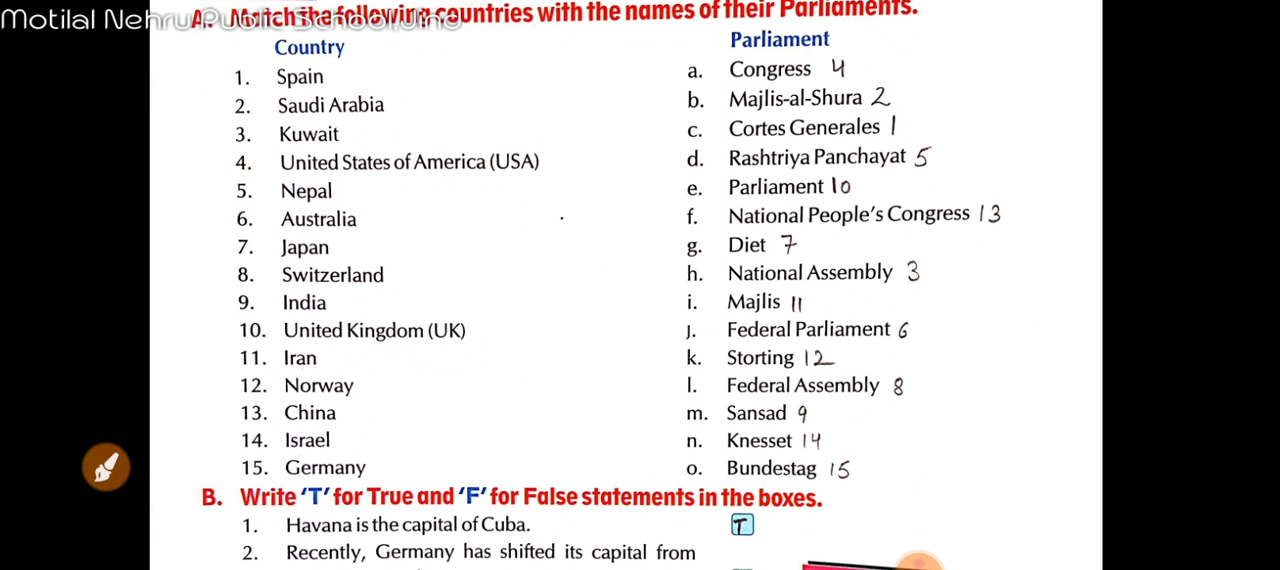 Motilal Nehru Public School,Jind
A. Match the following countries with the names of their Parliaments.
Country Parliament
1. Spain a. Congress 4
2. Saudi Arabia b. Majlis-al-Shura 2
3. Kuwait c. Cortes Generales 1
4. United States of America (USA) d. Rashtriya Panchayat 5
5. Nepal e. Parliament 10
6. Australia f. National People's Congress 13
7. Japan g. Diet 7
8. Switzerland h. National Assembly 3
9. India i. Majlis 11
10. United Kingdom (UK) J. Federal Parliament 6
11. Iran k. Storting 12
12. Norway l. Federal Assembly 8
13. China m. Sansad 9
14. Israel n. Knesset 14
15. Germany o. Bundestag 15
B. Write 'T' for True and 'F' for False statements in the boxes.
1. Havana is the capital of Cuba. T
2. Recently, Germany has shifted its capital from